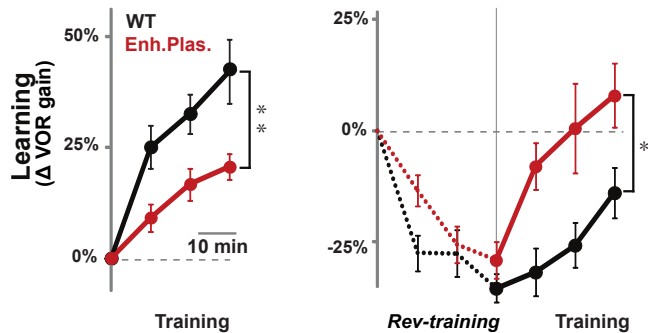 WT
Enh.Plas.
Learning
(Δ VOR gain)
50%
25%
0%
**
10 min
Training
25%
0%
-25%
*
Rev-training
Training